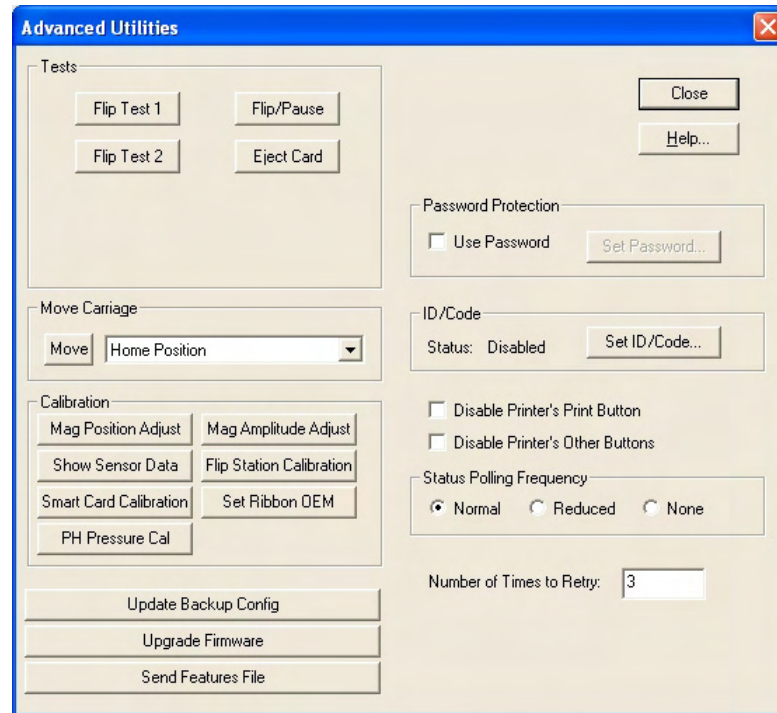 Advanced Utilities
Tests
Flip Test 1
Flip/Pause
Flip Test 2
Eject Card
Move Carriage
Move
Home Position
Calibration
Mag Position Adjust
Mag Amplitude Adjust
Show Sensor Data
Flip Station Calibration
Smart Card Calibration
Set Ribbon OEM
PH Pressure Cal
Update Backup Config
Upgrade Firmware
Send Features File
Close
Help...
Password Protection
Use Password
Set Password...
ID/Code
Status: Disabled
Set ID/Code...
Disable Printer's Print Button
Disable Printer's Other Buttons
Status Polling Frequency
Normal
Reduced
None
Number of Times to Retry: 3